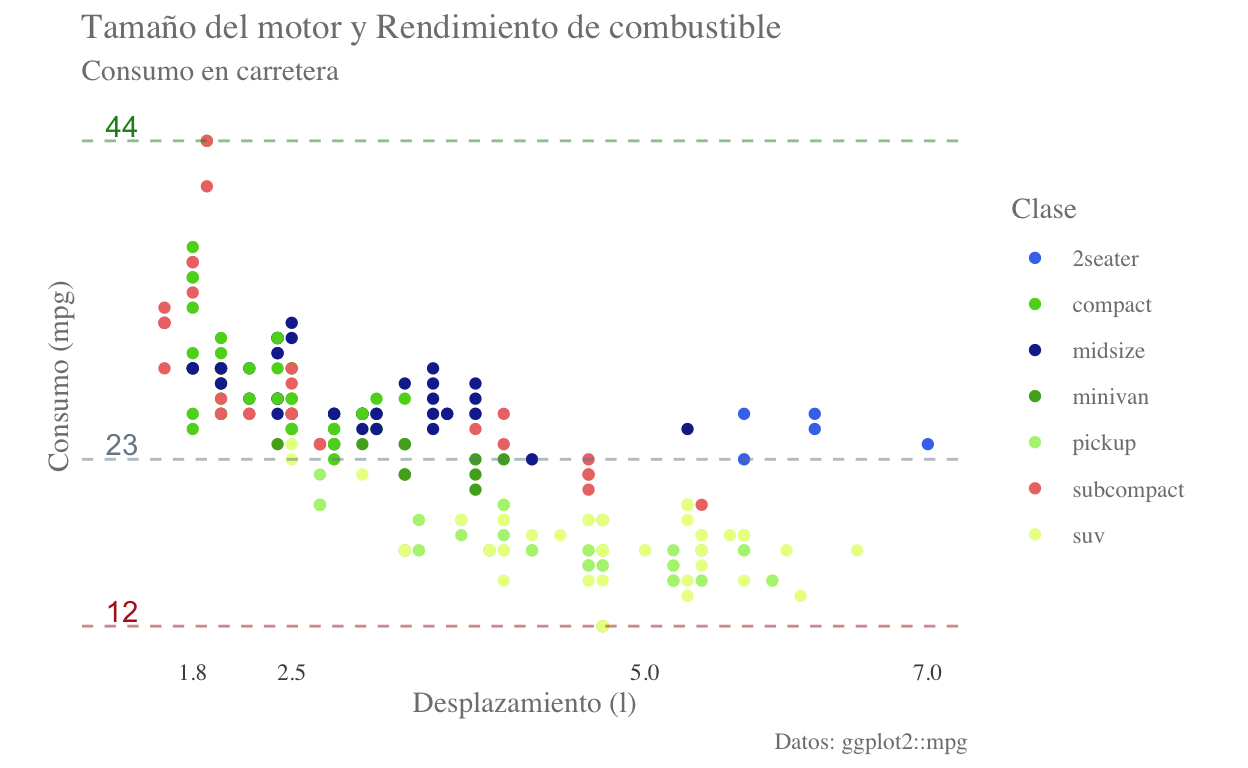 Tamaño del motor y Rendimiento de combustible
Consumo en carretera
44
23
12
Consumo (mpg)
1.8 2.5 5.0 7.0
Desplazamiento (l)
Datos: ggplot2::mpg
Clase
2seater
compact
midsize
minivan
pickup
subcompact
suv